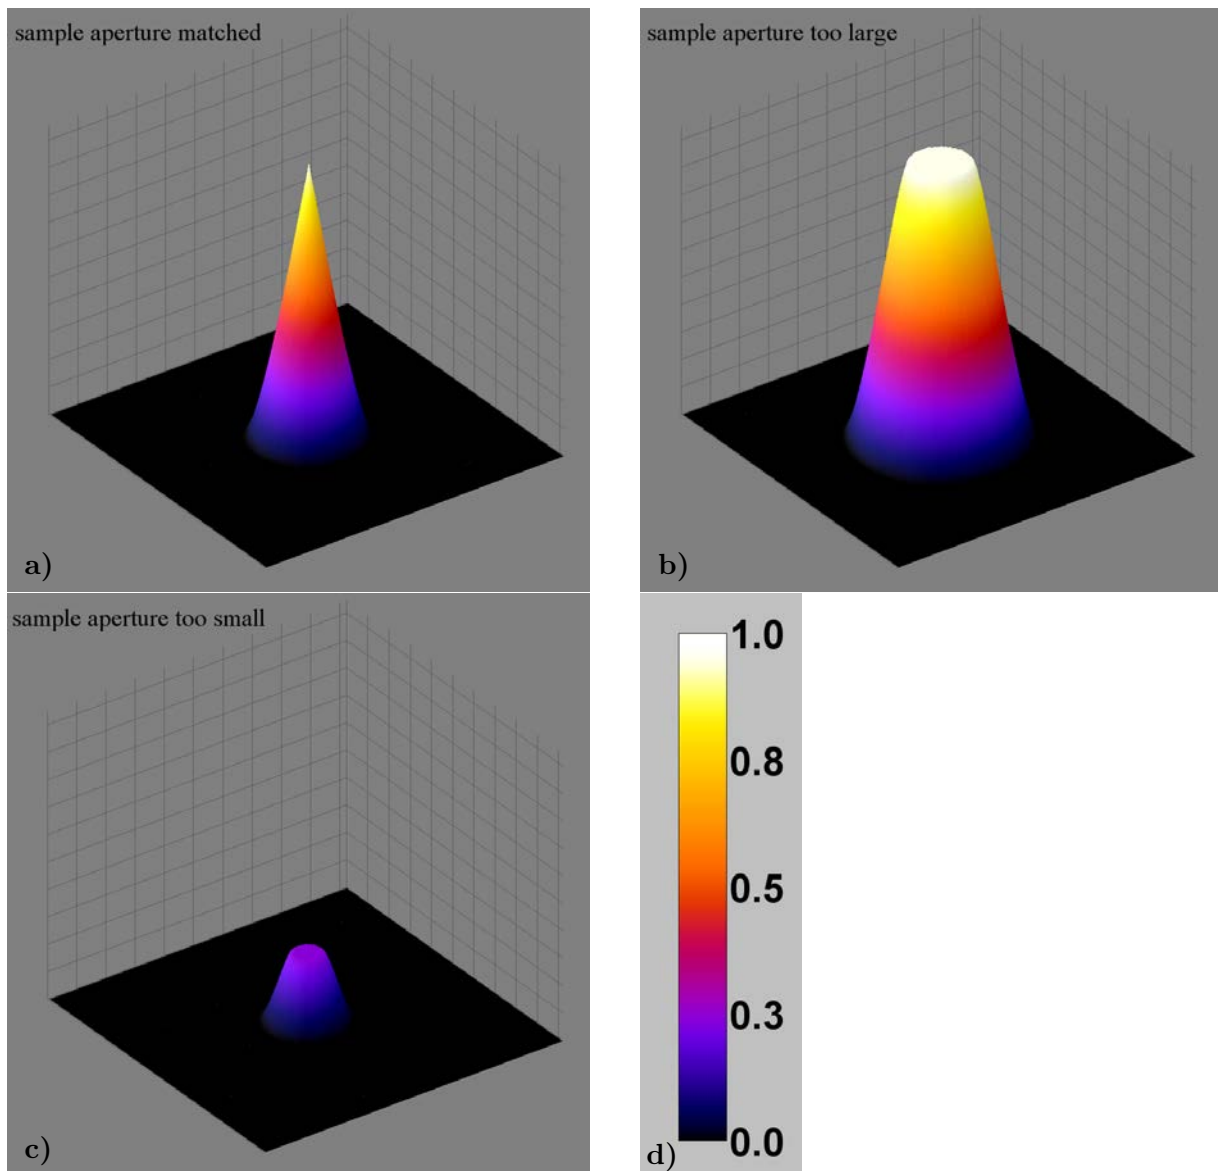 sample aperture matched
a)
sample aperture too large
b)
sample aperture too small
c)
1.0
0.8
0.5
0.3
0.0
d)